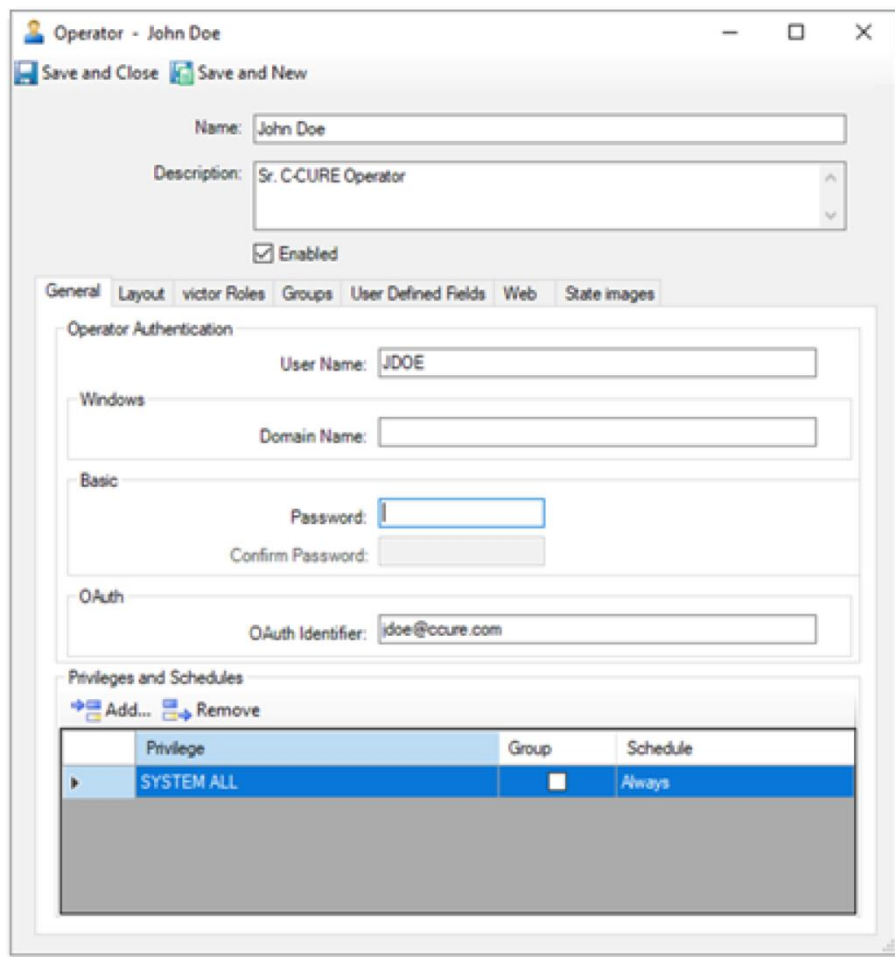 Operator - John Doe
Save and Close Save and New
Name: John Doe
Description: Sr. C-CURE Operator
Enabled
General Layout victor Roles Groups User Defined Fields Web State images
Operator Authentication
User Name: JDOE
Windows
Domain Name:
Basic
Password:
Confirm Password:
OAuth
OAuth Identifier: jdoe@ccure.com
Privileges and Schedules
Add... Remove
Privilege Group Schedule
SYSTEM ALL Always